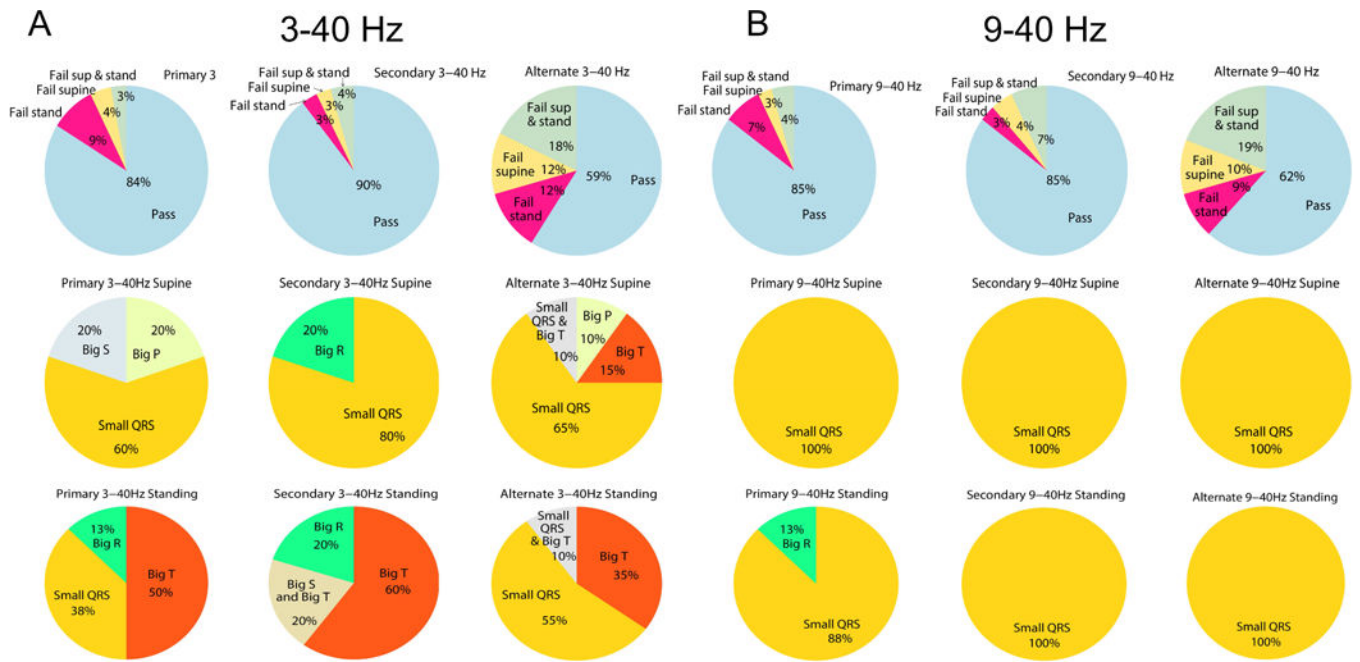 A
3-40 Hz
B
9-40 Hz
Fail sup & stand
Fail supine
Fail stand
Primary 3
3%
4%
9%
84%
Pass
Fail sup & stand
Fail supine
Fail stand
Secondary 3–40 Hz
4%
3%
3%
90%
Pass
Alternate 3–40 Hz
Fail sup
& stand
18%
Fail
supine
12%
12%
Fail
stand
59%
Pass
Fail sup & stand
Fail supine
Fail stand
Primary 9–40 Hz
3%
4%
7%
85%
Pass
Fail sup & stand
Fail supine
Fail stand
Secondary 9–40 Hz
3%
4%
7%
85%
Pass
Alternate 9–40 Hz
Fail sup
& stand
19%
Fail
supine
10%
9%
Fail
stand
62%
Pass
Primary 3–40Hz Supine
20%
Big S
20%
Big P
Small QRS
60%
Secondary 3–40Hz Supine
20%
Big R
Small QRS
80%
Alternate 3–40Hz Supine
Small
QRS &
Big T
10%
Big P
10%
Big T
15%
Small QRS
65%
Primary 9–40Hz Supine
Small QRS
100%
Secondary 9–40Hz Supine
Small QRS
100%
Alternate 9–40Hz Supine
Small QRS
100%
Primary 3–40Hz Standing
13%
Big R
Big T
50%
Small QRS
38%
Secondary 3–40Hz Standing
Big R
20%
Big T
60%
Big S
and Big T
20%
Alternate 3–40Hz Standing
Small
QRS
& Big T
10%
Big T
35%
Small QRS
55%
Primary 9–40Hz Standing
13%
Big R
Small QRS
88%
Secondary 9–40Hz Standing
Small QRS
100%
Alternate 9–40Hz Standing
Small QRS
100%